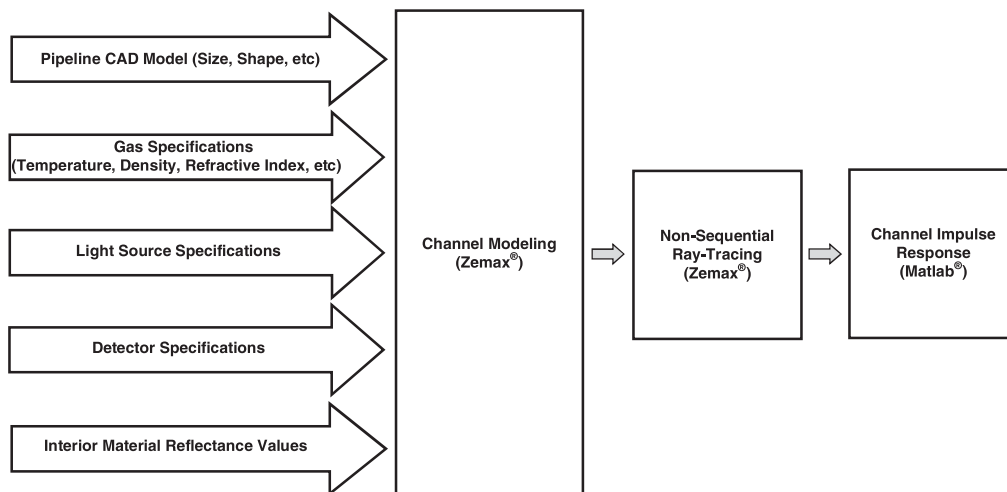 Pipeline CAD Model (Size, Shape, etc)
Gas Specifications
(Temperature, Density, Refractive Index, etc)
Light Source Specifications
Detector Specifications
Interior Material Reflectance Values
Channel Modeling
(Zemax®)
Non-Sequential
Ray-Tracing
(Zemax®)
Channel Impulse
Response
(Matlab®)